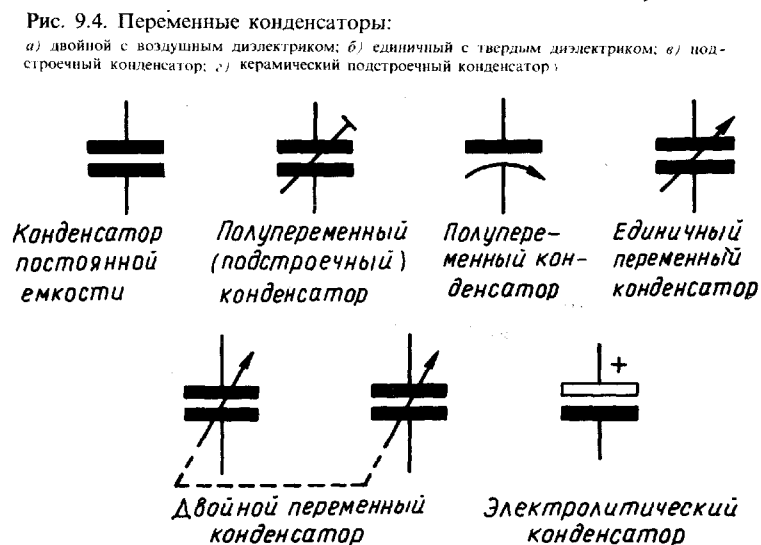 Рис. 9.4. Переменные конденсаторы:
а) двойной с воздушным диэлектриком; б) единичный с твердым диэлектриком; в) под-
строечный конденсатор; г) керамический подстроечный конденсатор
Конденсатор
постоянной
емкости
Полупеременный
(подстроечный)
конденсатор
Полупере-
менный кон-
денсатор
Единичный
переменный
конденсатор
+
Двойной переменный
конденсатор
Электролитический
конденсатор